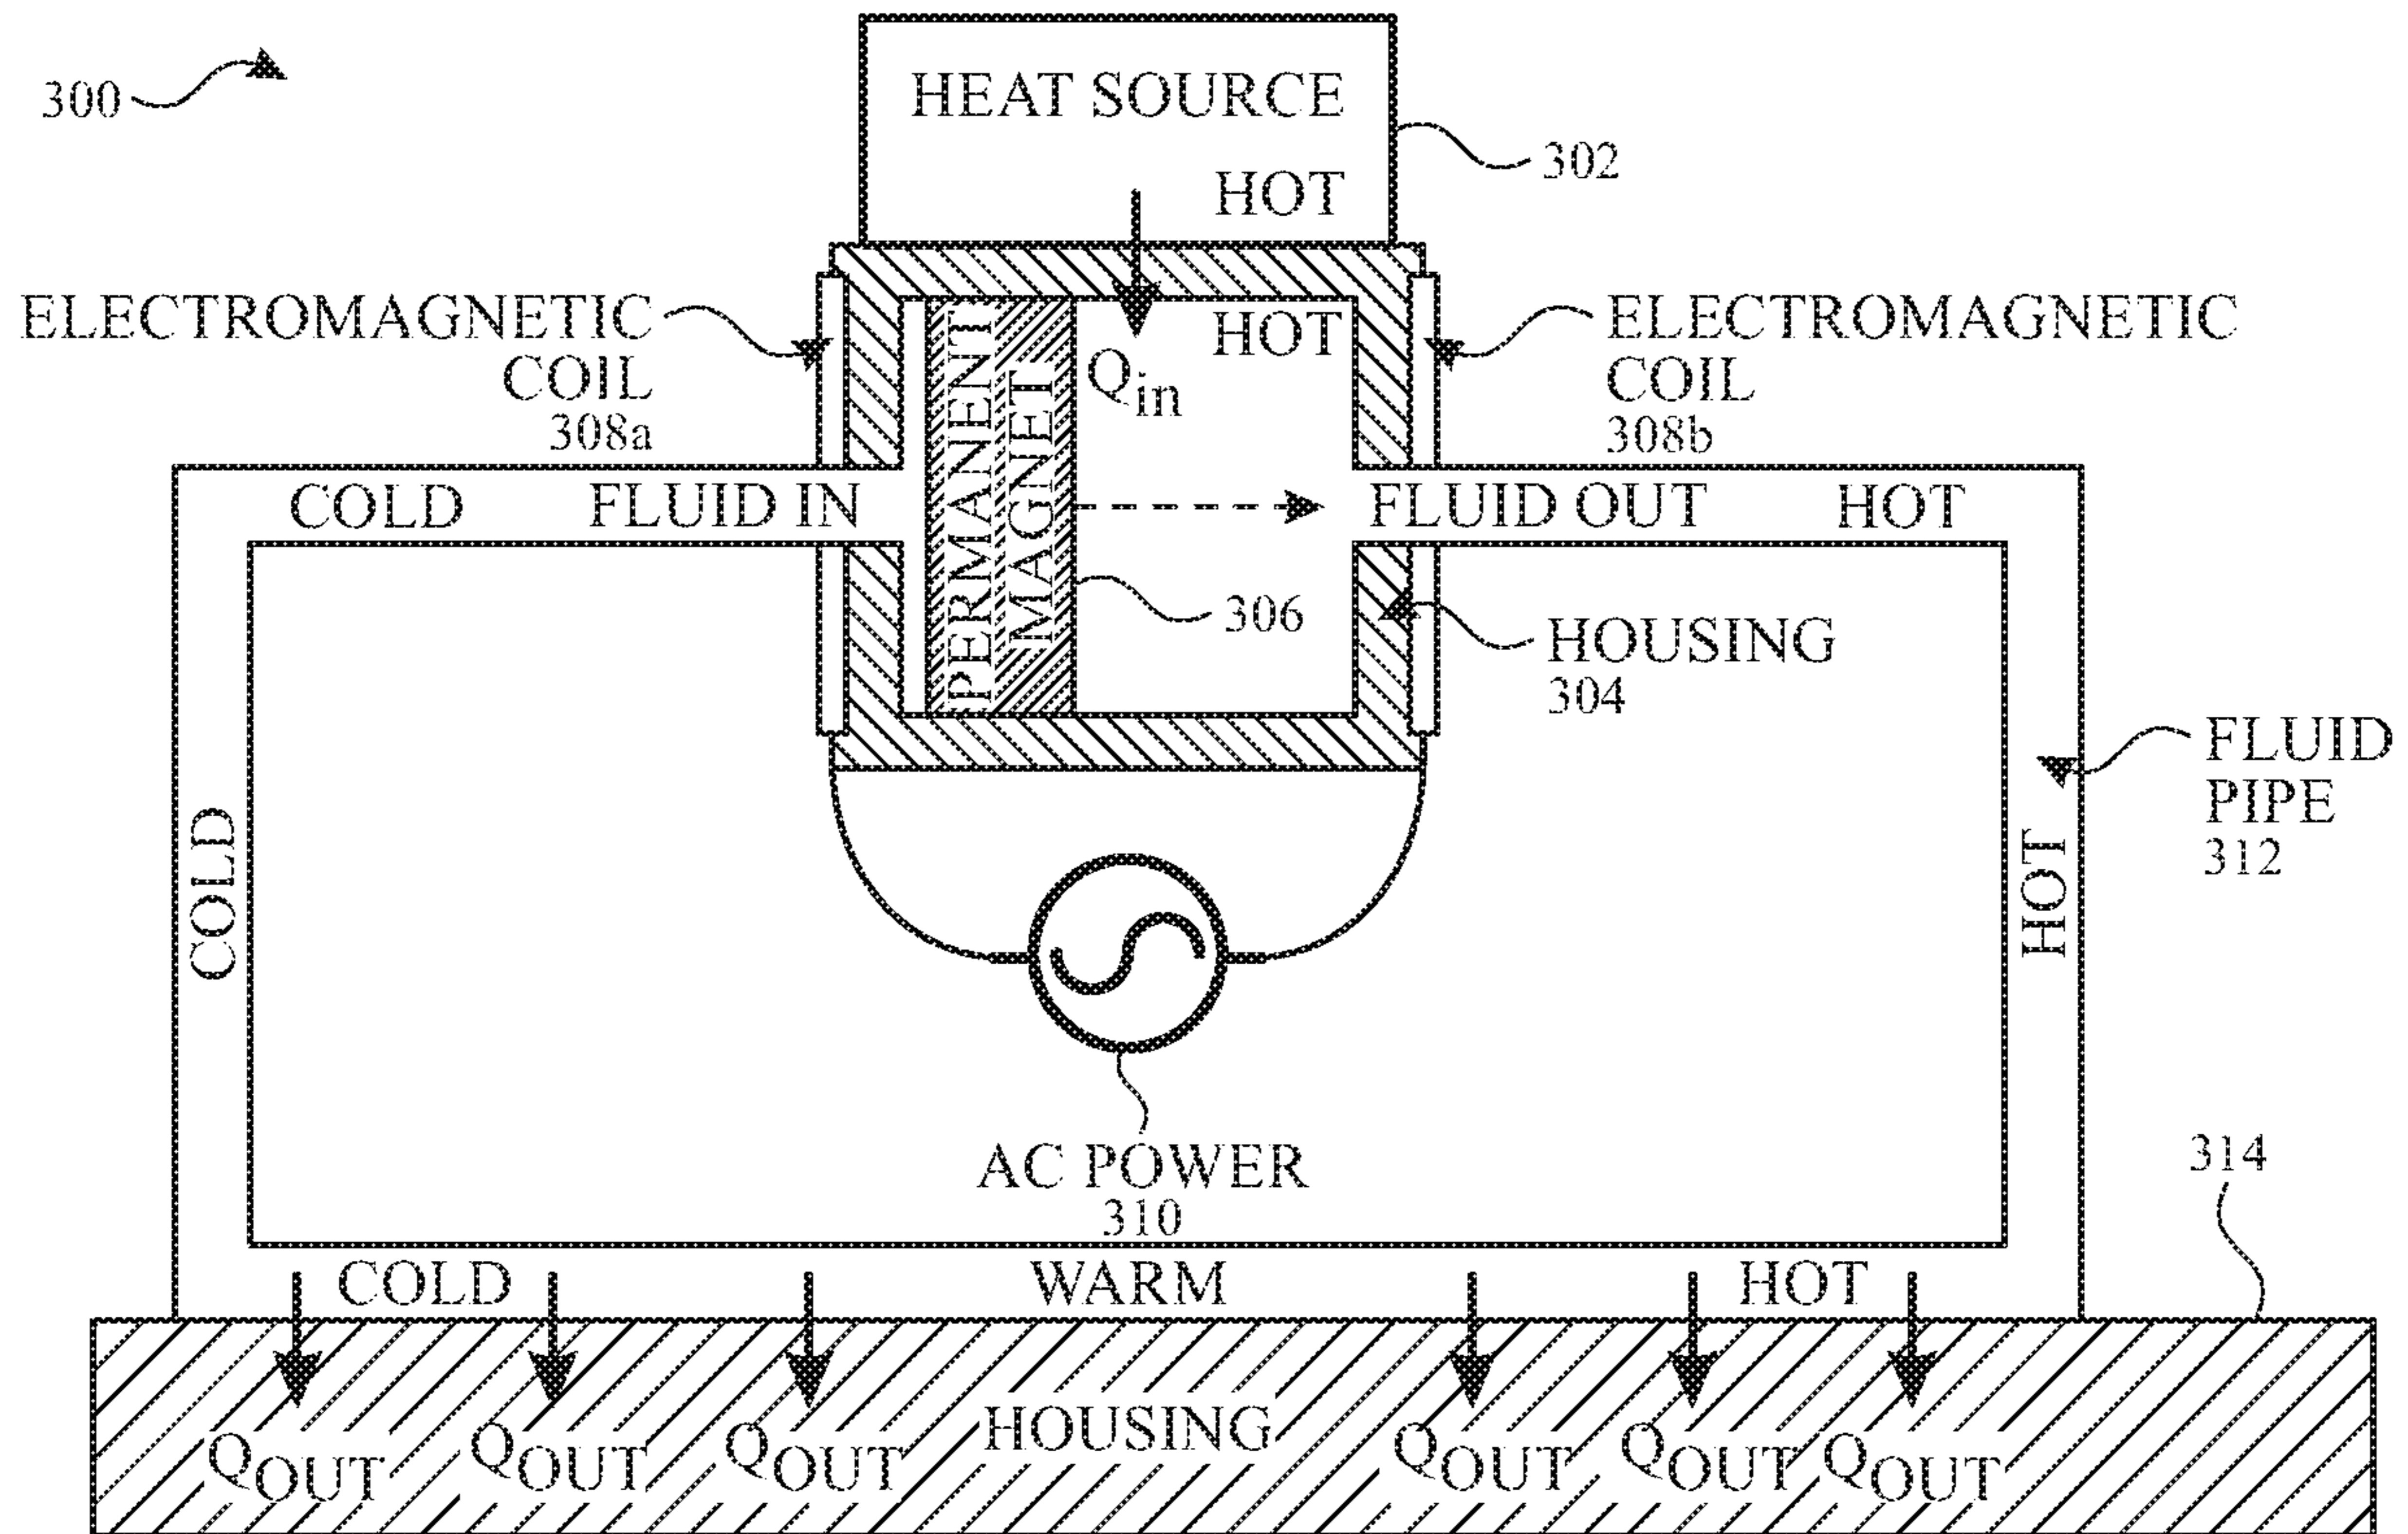 300
HEAT SOURCE
HOT
302
ELECTROMAGNETIC
COIL
308a
HOT
Qin
ELECTROMAGNETIC
COIL
308b
PERMANENT
MAGNET
COLD
FLUID IN
FLUID OUT
HOT
306
HOUSING
304
FLUID
PIPE
312
COLD
HOT
AC POWER
310
314
COLD
WARM
HOT
QOUT
QOUT
QOUT
HOUSING
QOUT
QOUT
QOUT